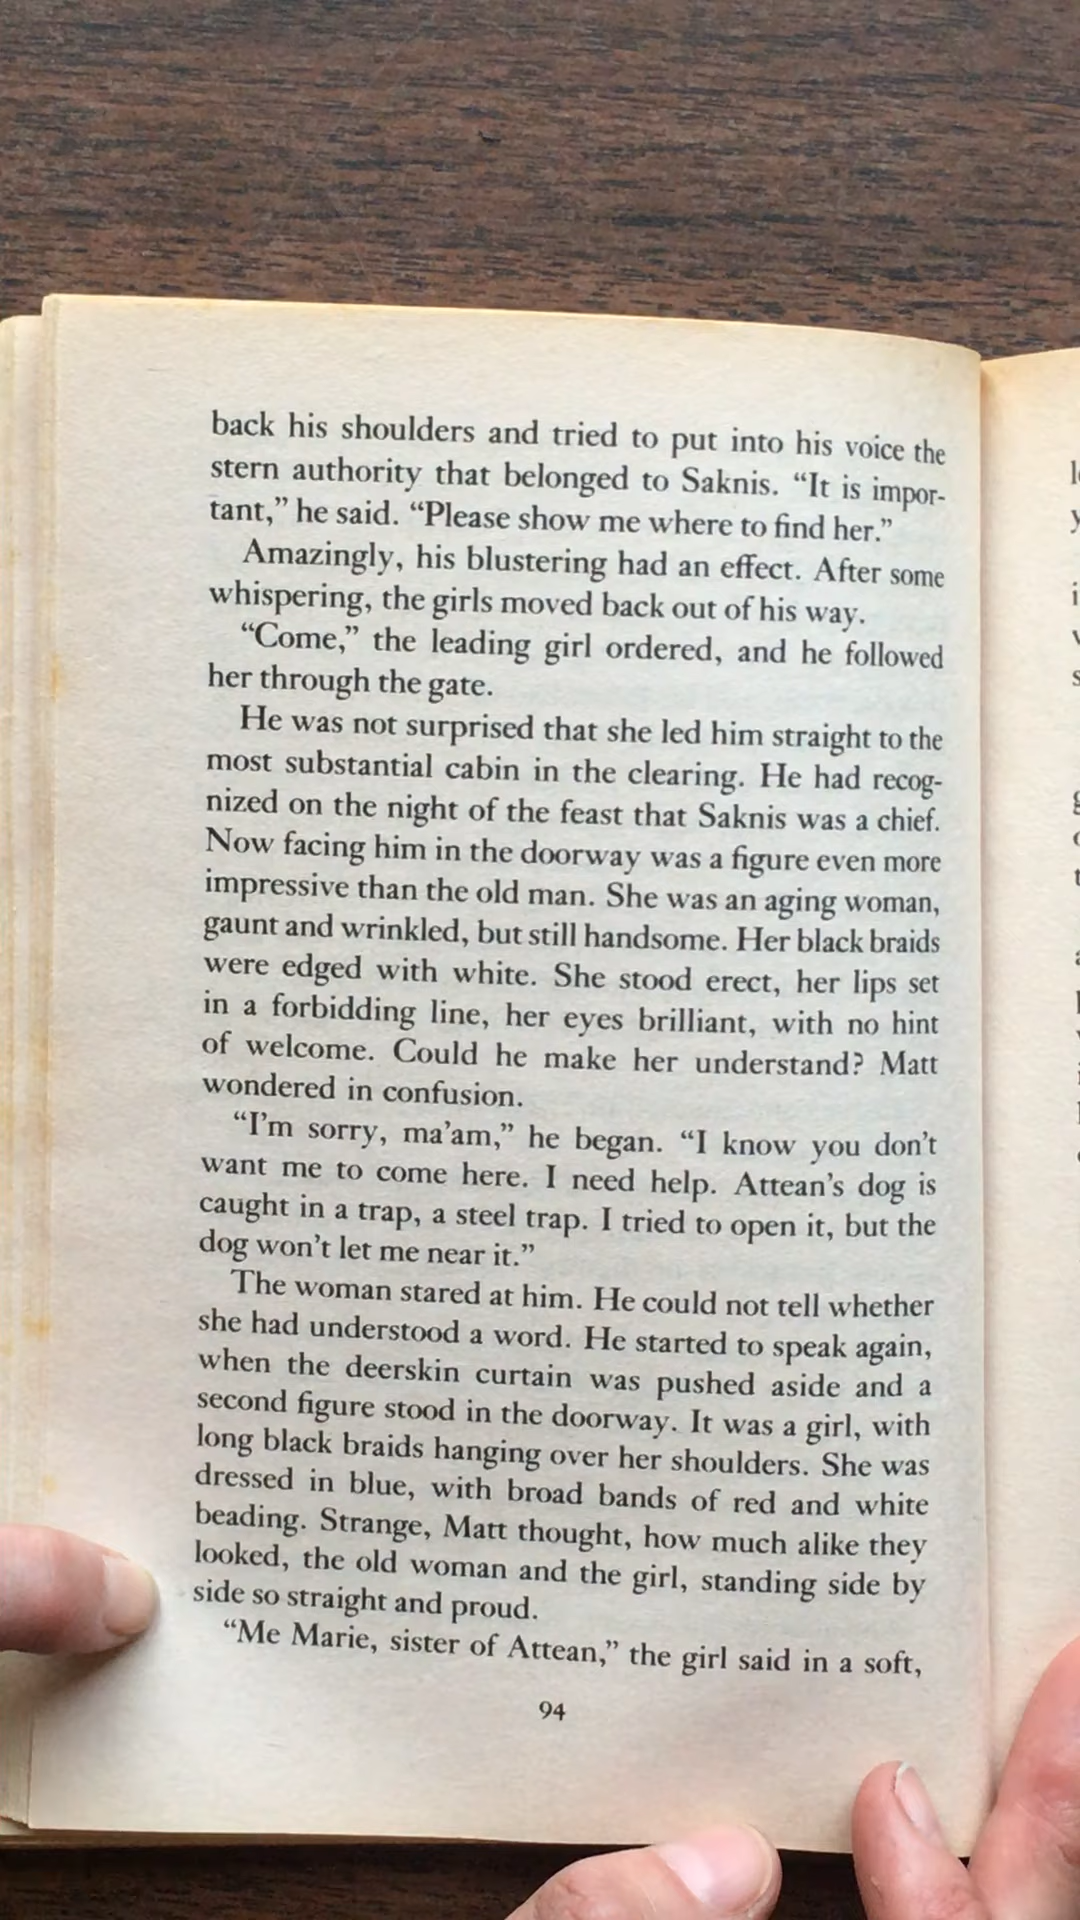 back his shoulders and tried to put into his voice the
stern authority that belonged to Saknis. “It is impor-
tant,” he said. “Please show me where to find her.”
Amazingly, his blustering had an effect. After some
whispering, the girls moved back out of his way.
“Come,” the leading girl ordered, and he followed
her through the gate.
He was not surprised that she led him straight to the
most substantial cabin in the clearing. He had recog-
nized on the night of the feast that Saknis was a chief.
Now facing him in the doorway was a figure even more
impressive than the old man. She was an aging woman,
gaunt and wrinkled, but still handsome. Her black braids
were edged with white. She stood erect, her lips set
in a forbidding line, her eyes brilliant, with no hint
of welcome. Could he make her understand? Matt
wondered in confusion.
“I’m sorry, ma’am,” he began. “I know you don’t
want me to come here. I need help. Attean’s dog is
caught in a trap, a steel trap. I tried to open it, but the
dog won’t let me near it.”
The woman stared at him. He could not tell whether
she had understood a word. He started to speak again,
when the deerskin curtain was pushed aside and a
second figure stood in the doorway. It was a girl, with
long black braids hanging over her shoulders. She was
dressed in blue, with broad bands of red and white
beading. Strange, Matt thought, how much alike they
looked, the old woman and the girl, standing side by
side so straight and proud.
“Me Marie, sister of Attean,” the girl said in a soft,
94